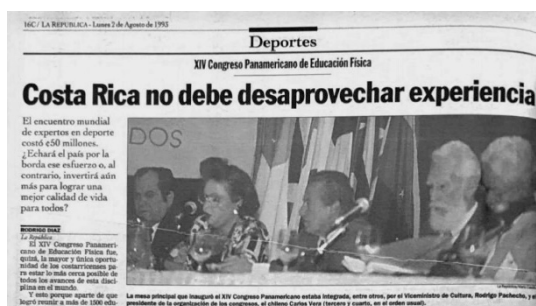 16C / LA REPUBLICA - Lunes 2 de Agosto de 1993
Deportes
XIV Congreso Panamericano de Educación Física
Costa Rica no debe desaprovechar experiencia
El encuentro mundial
de expertos en deporte
costó ¢50 millones.
¿Echará el país por la
borda ese esfuerzo o, al
contrario, invertirá aún
más para lograr una
mejor calidad de vida
para todos?
DOS
RODRIGO DIAZ
La República
El XIV Congreso Panameri-
cano de Educación Física fue,
quizá, la mayor y única oportu-
nidad de los costarricenses pa-
ra estar lo más cerca posible de
todos los avances de esta disci-
plina en el mundo.
Y esto porque aparte de que
logró reunir a más de 1500 edu-
La mesa principal que inauguró el XIV Congreso Panamericano estaba integrada, entre otros, por el Viceministro de Cultura, Rodrigo Pacheco, y el
presidente de la organización de los congresos, el chileno Carlos Vera (tercero y cuarto, en el orden usual).